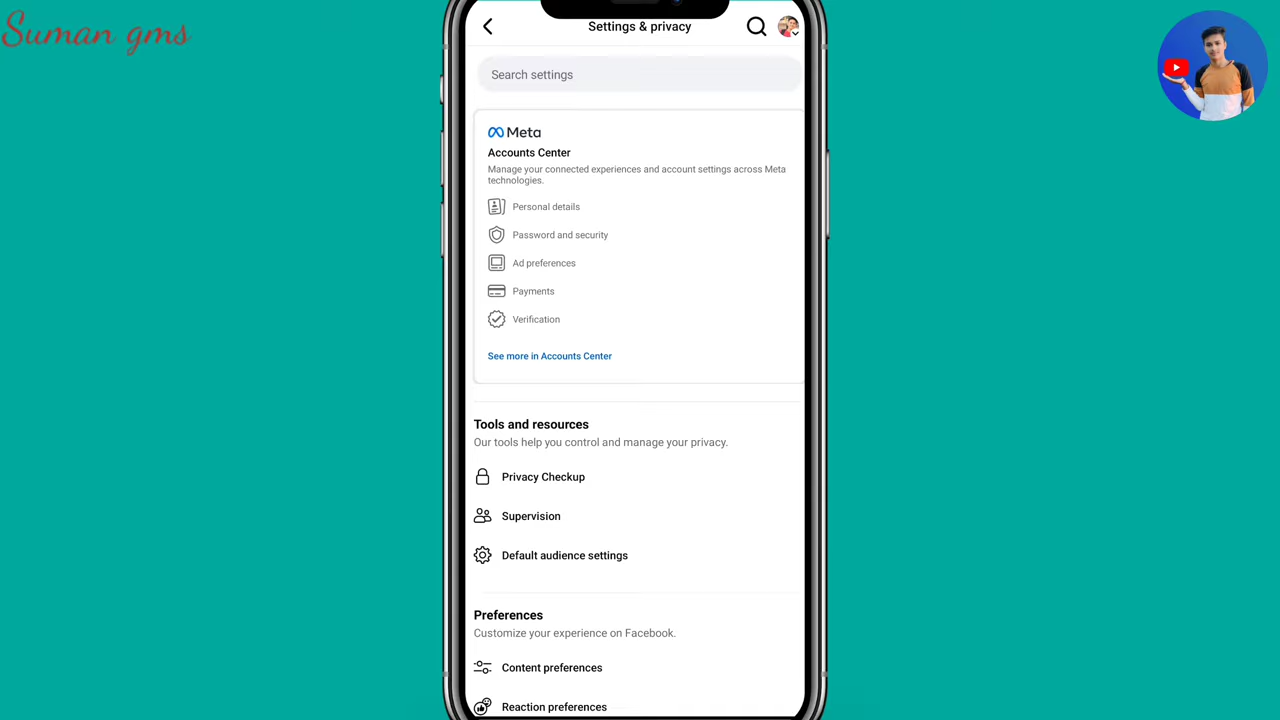 Suman gms
Settings & privacy
Search settings
Meta
Accounts Center
Manage your connected experiences and account settings across Meta
technologies.
Personal details
Password and security
Ad preferences
Payments
Verification
See more in Accounts Center
Tools and resources
Our tools help you control and manage your privacy.
Privacy Checkup
Supervision
Default audience settings
Preferences
Customize your experience on Facebook.
Content preferences
Reaction preferences